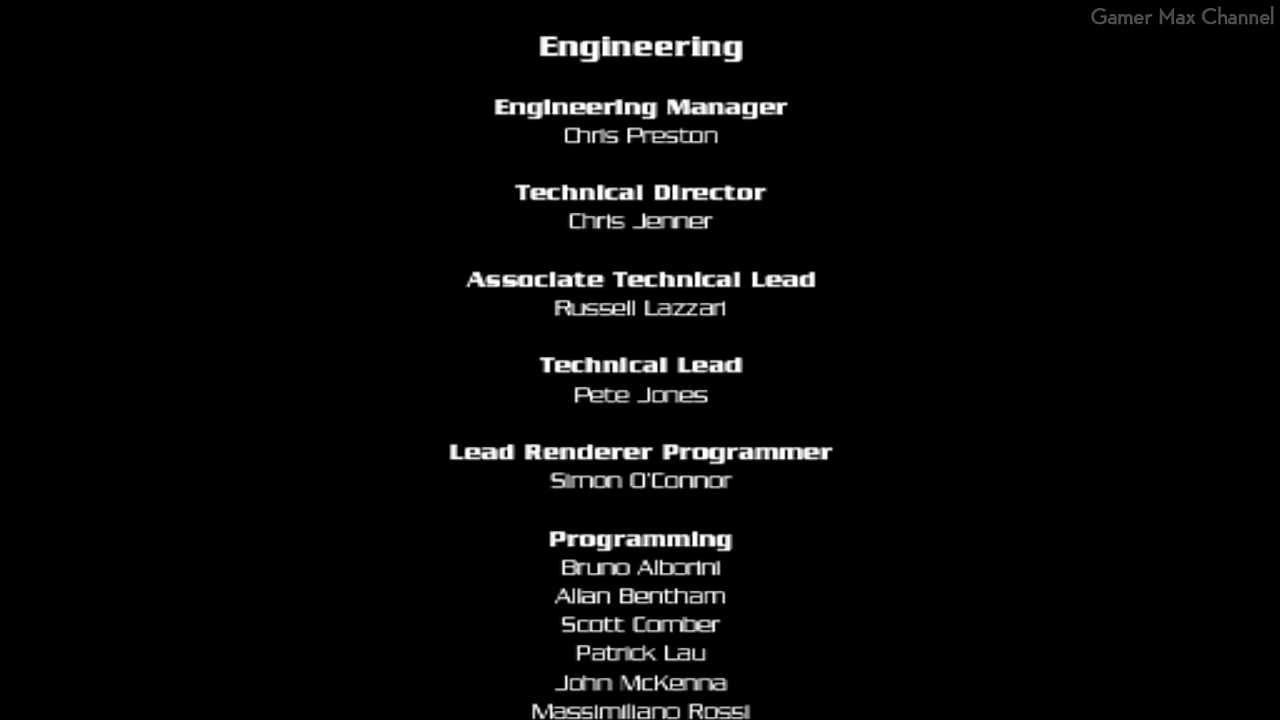 Gamer Max Channel
Engineering
Engineering Manager
Chris Preston
Technical Director
Chris Jenner
Associate Technical Lead
Russell Lazzari
Technical Lead
Pete Jones
Lead Renderer Programmer
Simon O'Connor
Programming
Bruno Alborini
Allan Bentham
Scott Comber
Patrick Lau
John McKenna
Massimiliano Rossi